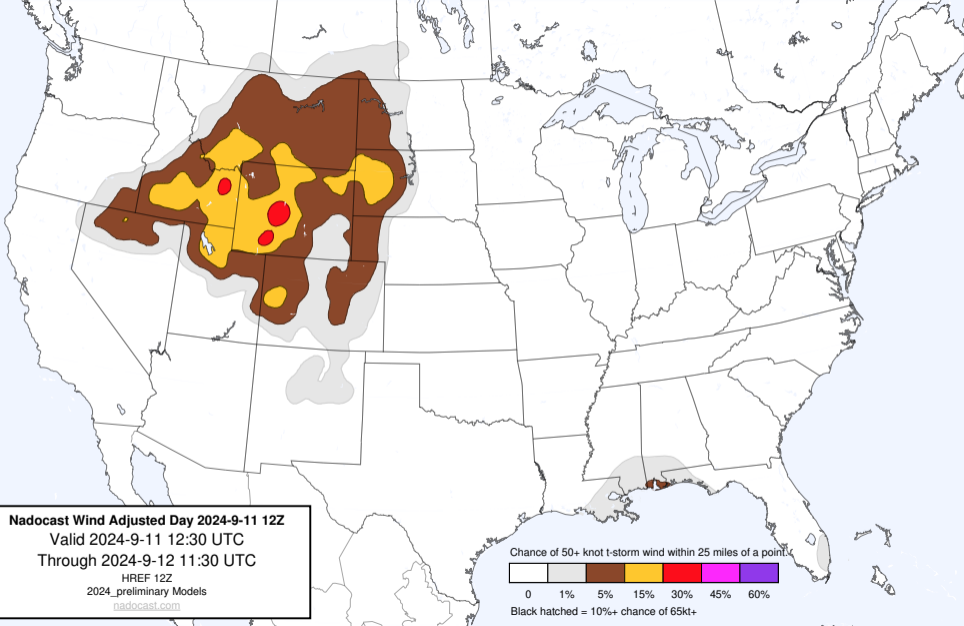 Nadocast Wind Adjusted Day 2024-9-11 12Z
Valid 2024-9-11 12:30 UTC
Through 2024-9-12 11:30 UTC
HREF 12Z
2024_preliminary Models
nadocast.com
Chance of 50+ knot t-storm wind within 25 miles of a point.
0 1% 5% 15% 30% 45% 60%
Black hatched = 10%+ chance of 65kt+